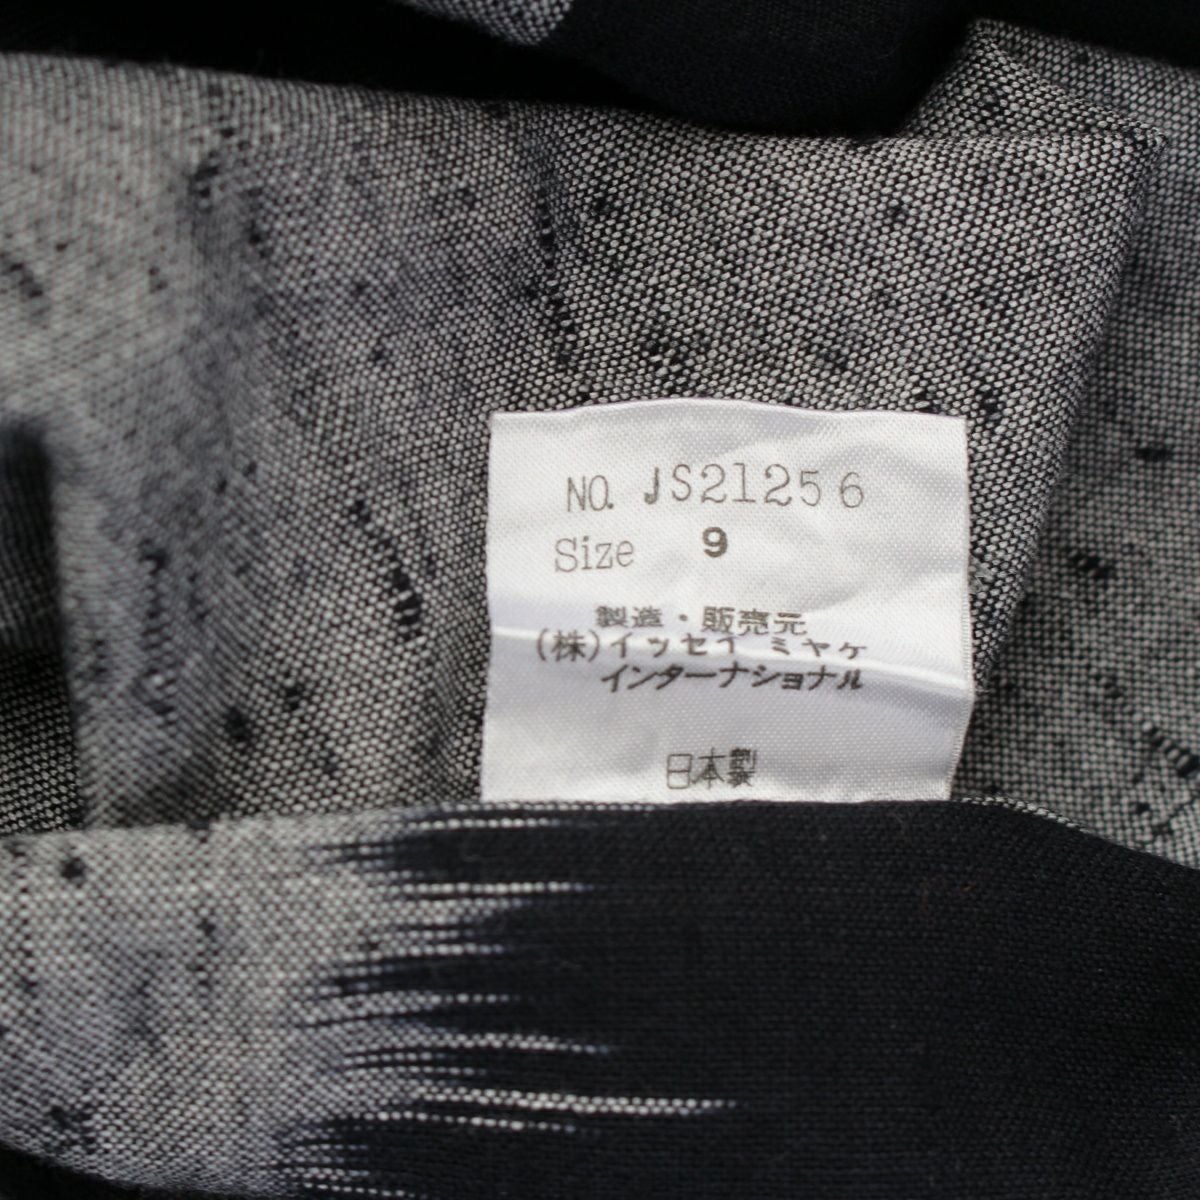 NO. JS21256
Size 9
製造・販売元
(株)イッセイ ミヤケ
インターナショナル
日本製